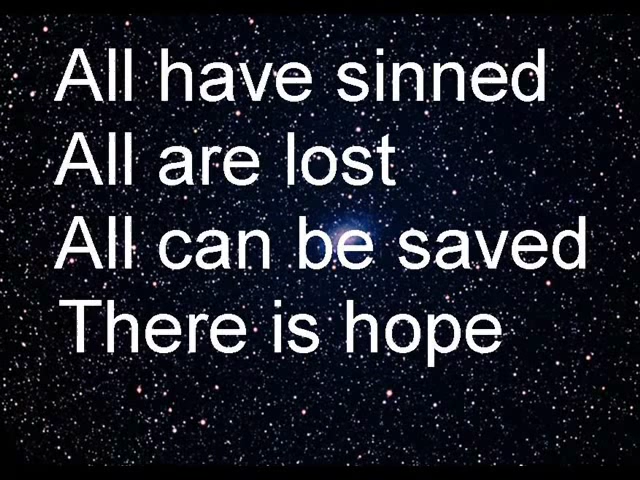 All have sinned
All are lost
All can be saved
There is hope